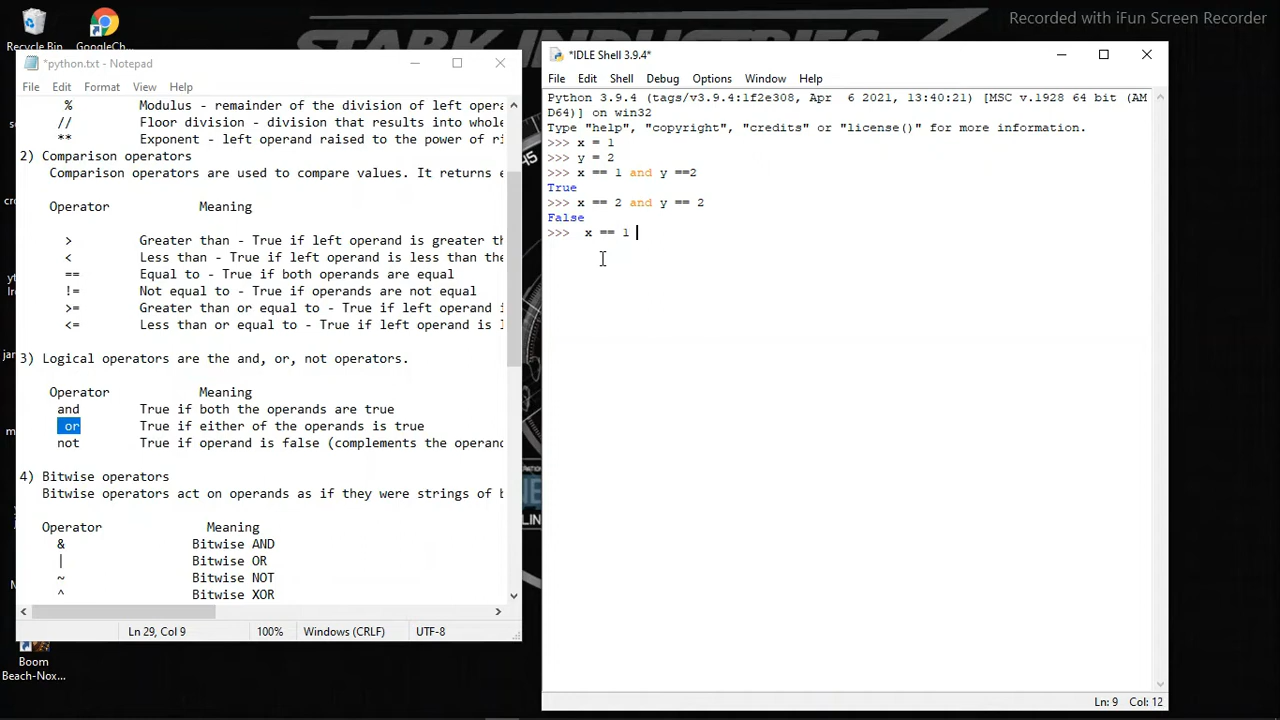 Recorded with iFun Screen Recorder
STARK INDUSTRIES
Recycle Bin
GoogleCh...
*python.txt - Notepad
File Edit Format View Help
% Modulus - remainder of the division of left opera
// Floor division - division that results into whole
** Exponent - left operand raised to the power of ri
2) Comparison operators
Comparison operators are used to compare values. It returns e
Operator Meaning
> Greater than - True if left operand is greater th
< Less than - True if left operand is less than the
== Equal to - True if both operands are equal
!= Not equal to - True if operands are not equal
>= Greater than or equal to - True if left operand i
<= Less than or equal to - True if left operand is l
3) Logical operators are the and, or, not operators.
Operator Meaning
and True if both the operands are true
or True if either of the operands is true
not True if operand is false (complements the operand
4) Bitwise operators
Bitwise operators act on operands as if they were strings of b
Operator Meaning
& Bitwise AND
| Bitwise OR
~ Bitwise NOT
^ Bitwise XOR
Ln 29, Col 9 100% Windows (CRLF) UTF-8
Boom
Beach-Nox...
*IDLE Shell 3.9.4*
File Edit Shell Debug Options Window Help
Python 3.9.4 (tags/v3.9.4:1f2e308, Apr  6 2021, 13:40:21) [MSC v.1928 64 bit (AM
D64)] on win32
Type "help", "copyright", "credits" or "license()" for more information.
>>> x = 1
>>> y = 2
>>> x == 1 and y ==2
True
>>> x == 2 and y == 2
False
>>>  x == 1
Ln: 9 Col: 12